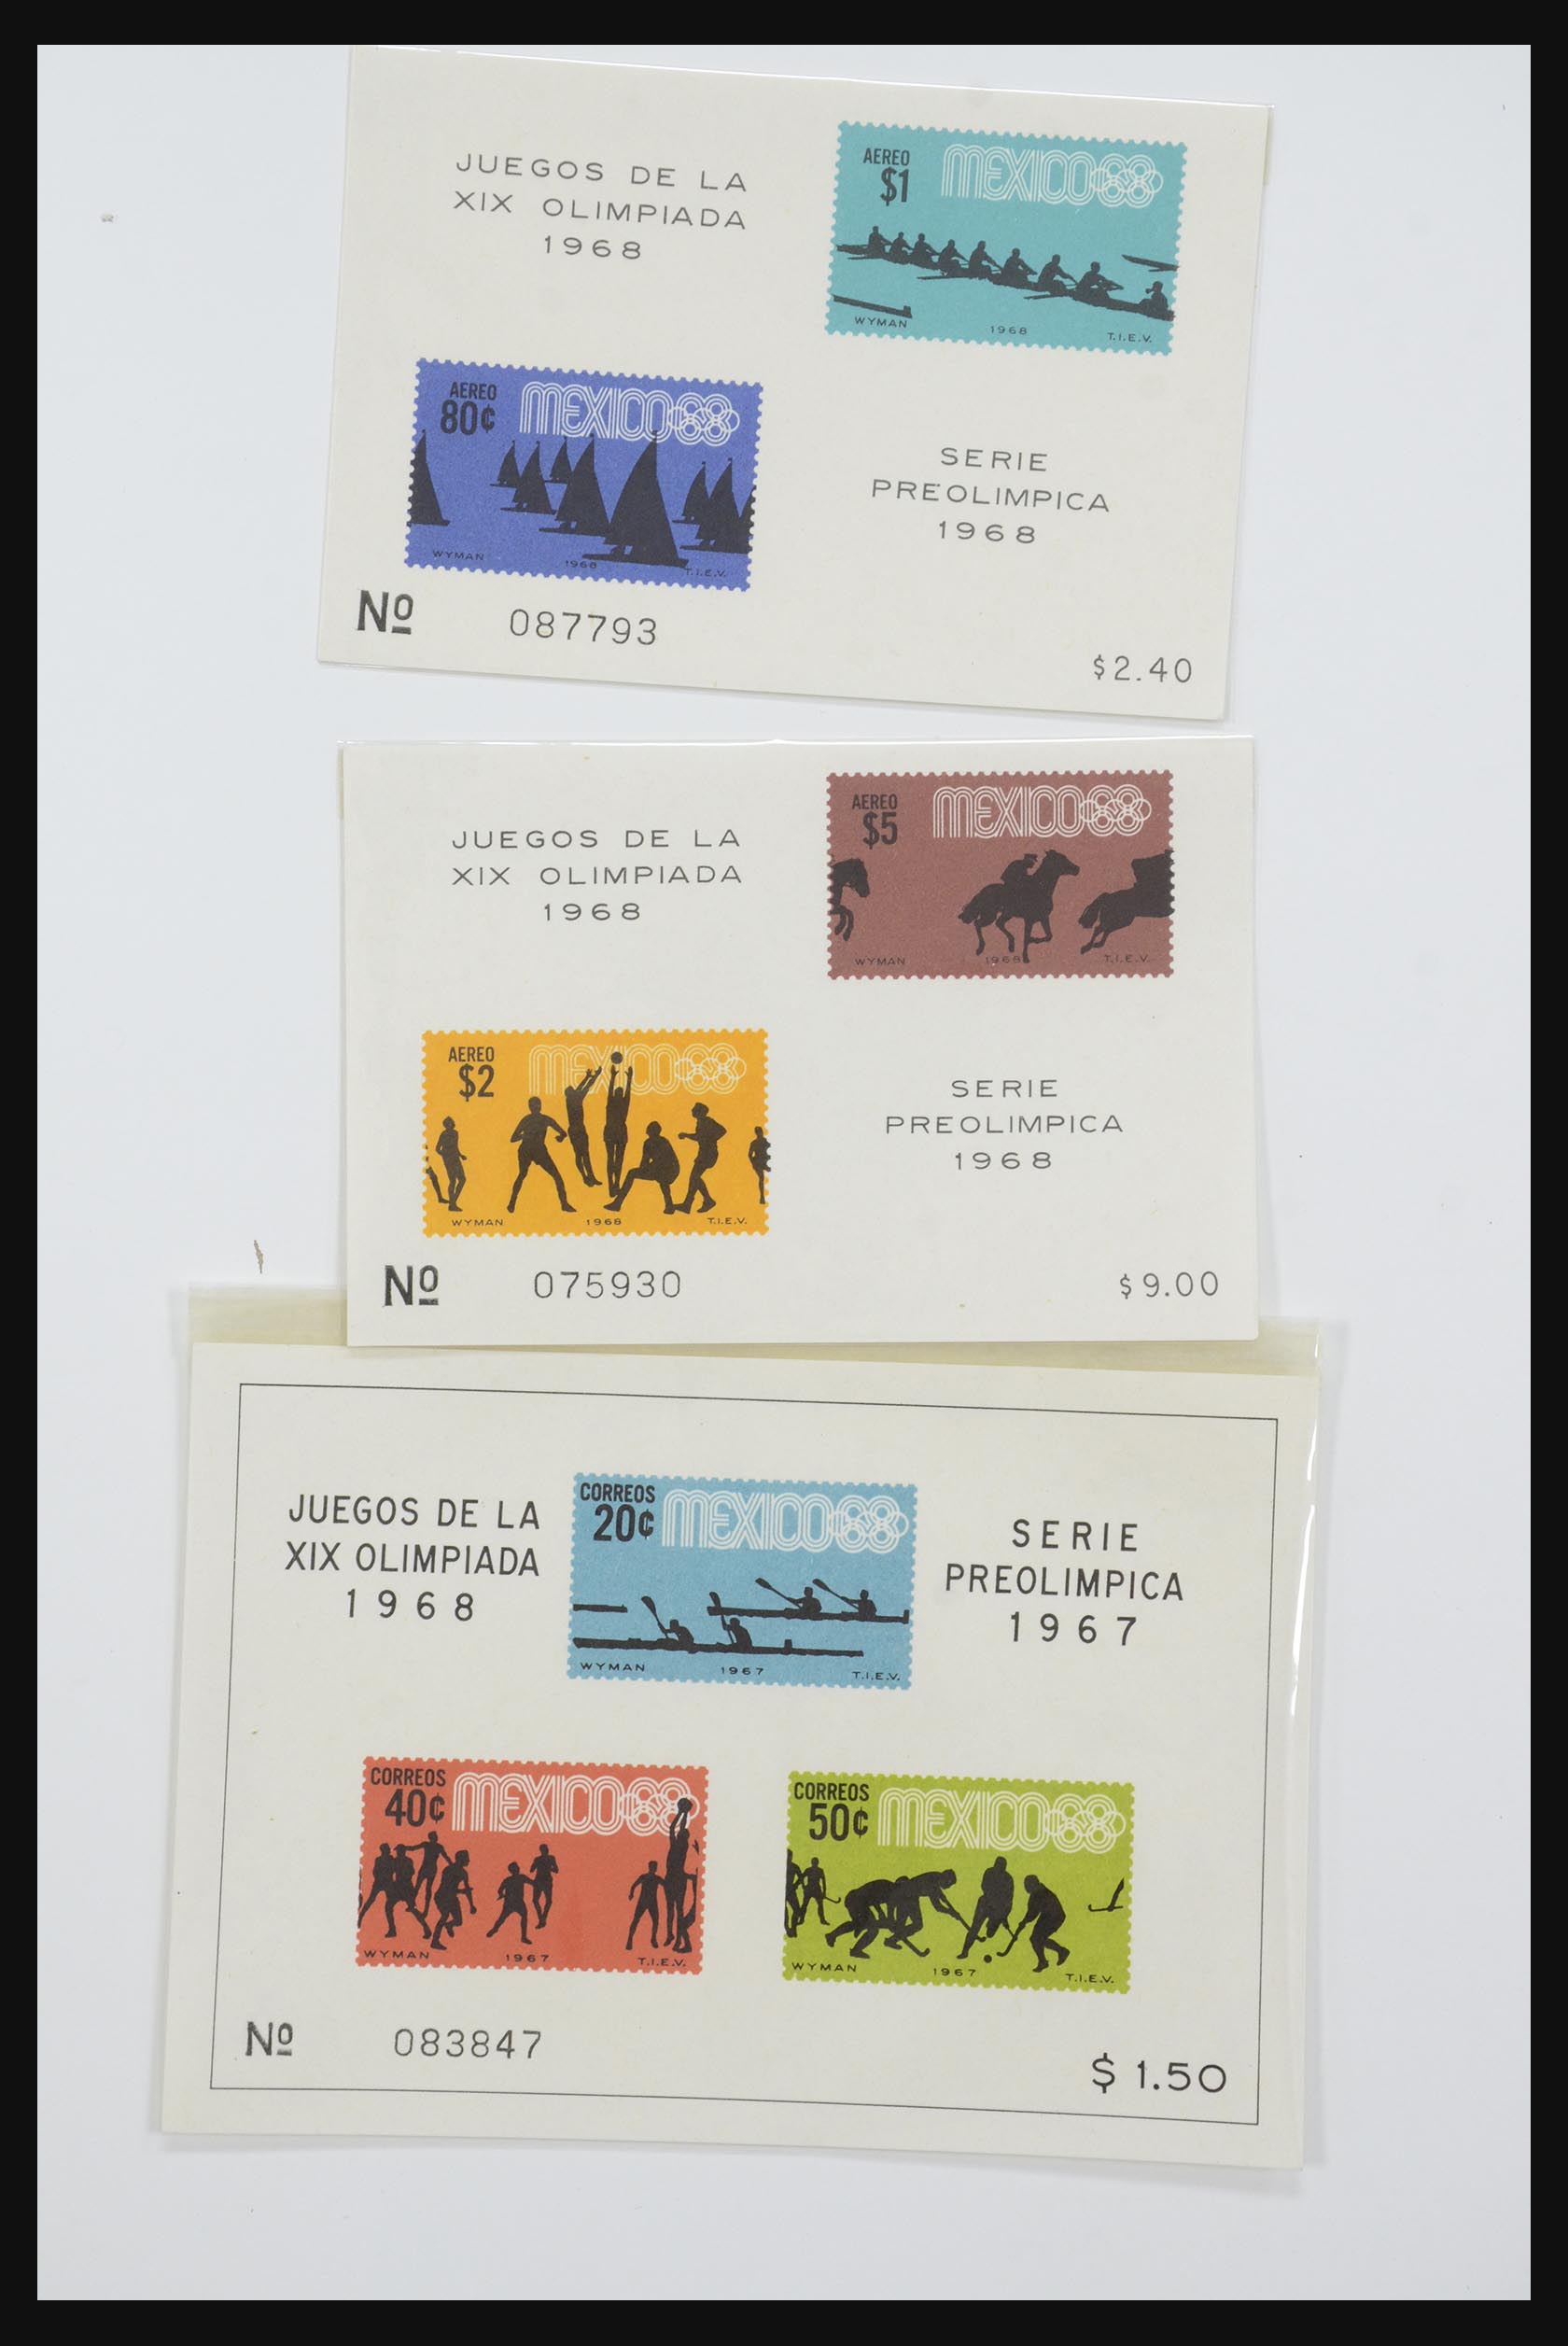 JUEGOS DE LA
XIX OLIMPIADA
1968
AEREO
$1
MEXICO68
WYMAN 1968 T.I.E.V.
AEREO
80¢
MEXICO68
WYMAN 1968 T.I.E.V.
SERIE
PREOLIMPICA
1968
Nº 087793
$2.40
JUEGOS DE LA
XIX OLIMPIADA
1968
AEREO
$5
MEXICO68
WYMAN 1968 T.I.E.V.
AEREO
$2
MEXICO68
WYMAN 1968 T.I.E.V.
SERIE
PREOLIMPICA
1968
Nº 075930
$9.00
JUEGOS DE LA
XIX OLIMPIADA
1968
CORREOS
20¢
MEXICO68
WYMAN 1967 T.I.E.V.
SERIE
PREOLIMPICA
1967
CORREOS
40¢
MEXICO68
WYMAN 1967 T.I.E.V.
CORREOS
50¢
MEXICO68
WYMAN 1967 T.I.E.V.
Nº 083847
$ 1.50